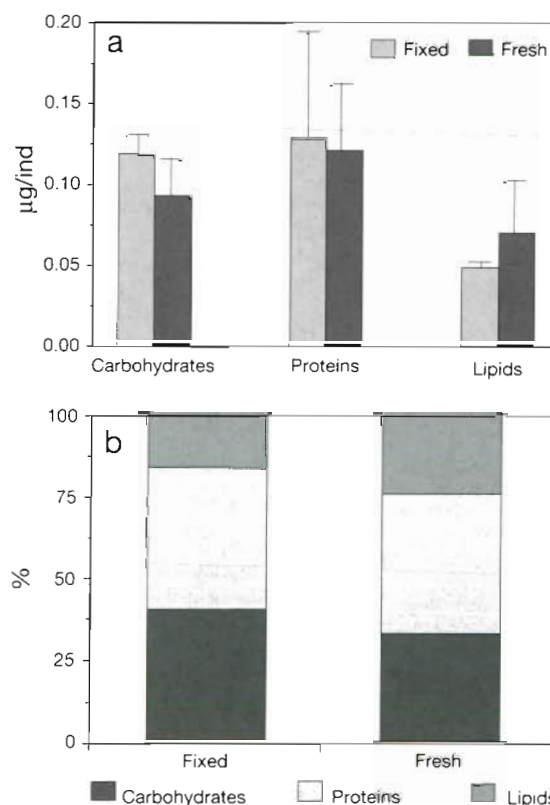 0.20
a
Fixed Fresh
0.15
0.10
0.05
0.00
µg/ind
Carbohydrates Proteins Lipids
100
b
75
50
25
0
%
Fixed Fresh
Carbohydrates Proteins Lipids